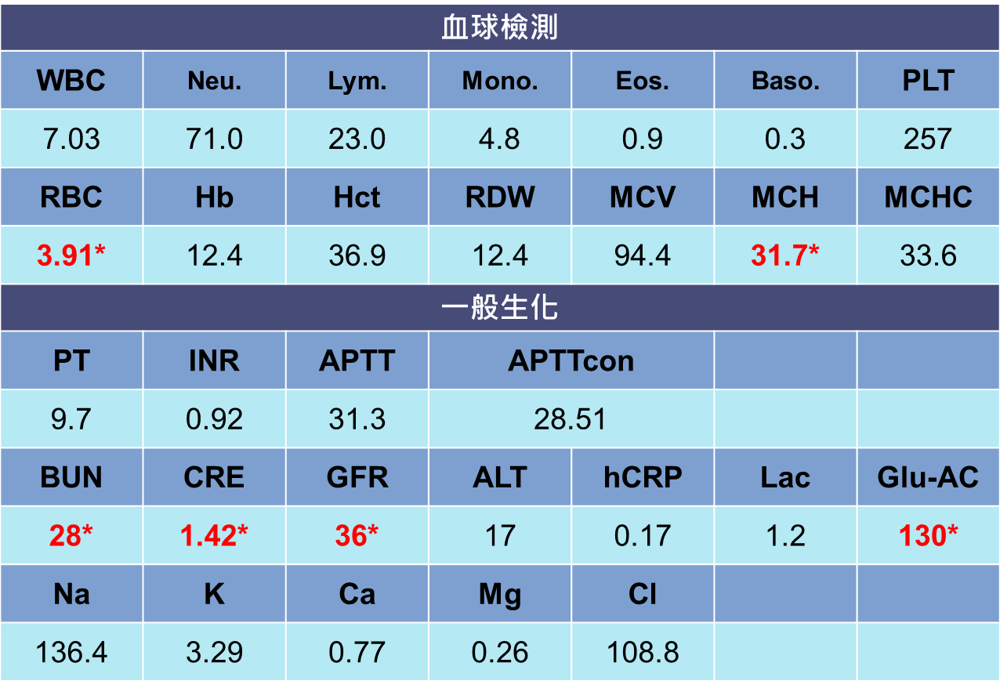 血球檢測
WBC Neu. Lym. Mono. Eos. Baso. PLT
7.03 71.0 23.0 4.8 0.9 0.3 257
RBC Hb Hct RDW MCV MCH MCHC
3.91* 12.4 36.9 12.4 94.4 31.7* 33.6
一般生化
PT INR APTT APTTcon
9.7 0.92 31.3 28.51
BUN CRE GFR ALT hCRP Lac Glu-AC
28* 1.42* 36* 17 0.17 1.2 130*
Na K Ca Mg Cl
136.4 3.29 0.77 0.26 108.8